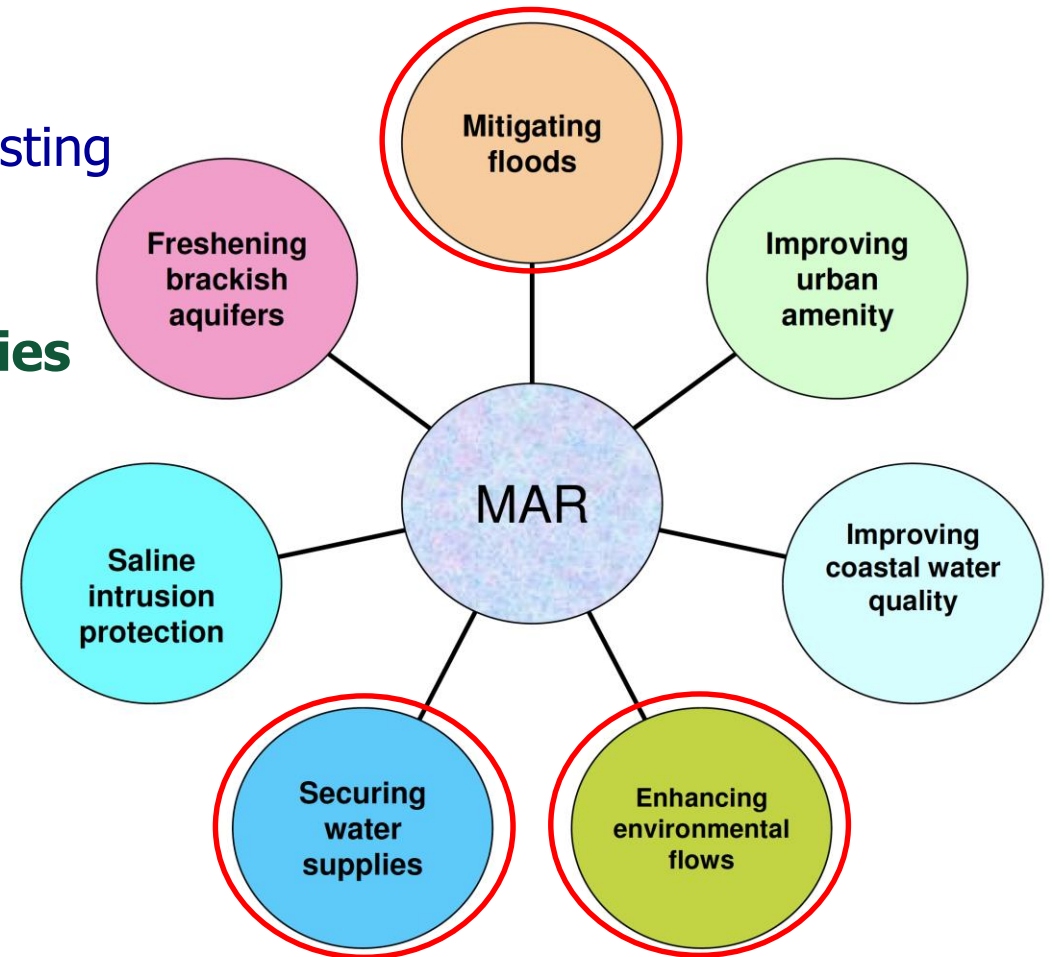 Mitigating
floods
sting
Freshening
brackish
aquifers
Improving
urban
amenity
ies
MAR
Saline
intrusion
protection
Improving
coastal water
quality
Securing
water
supplies
Enhancing
environmental
flows